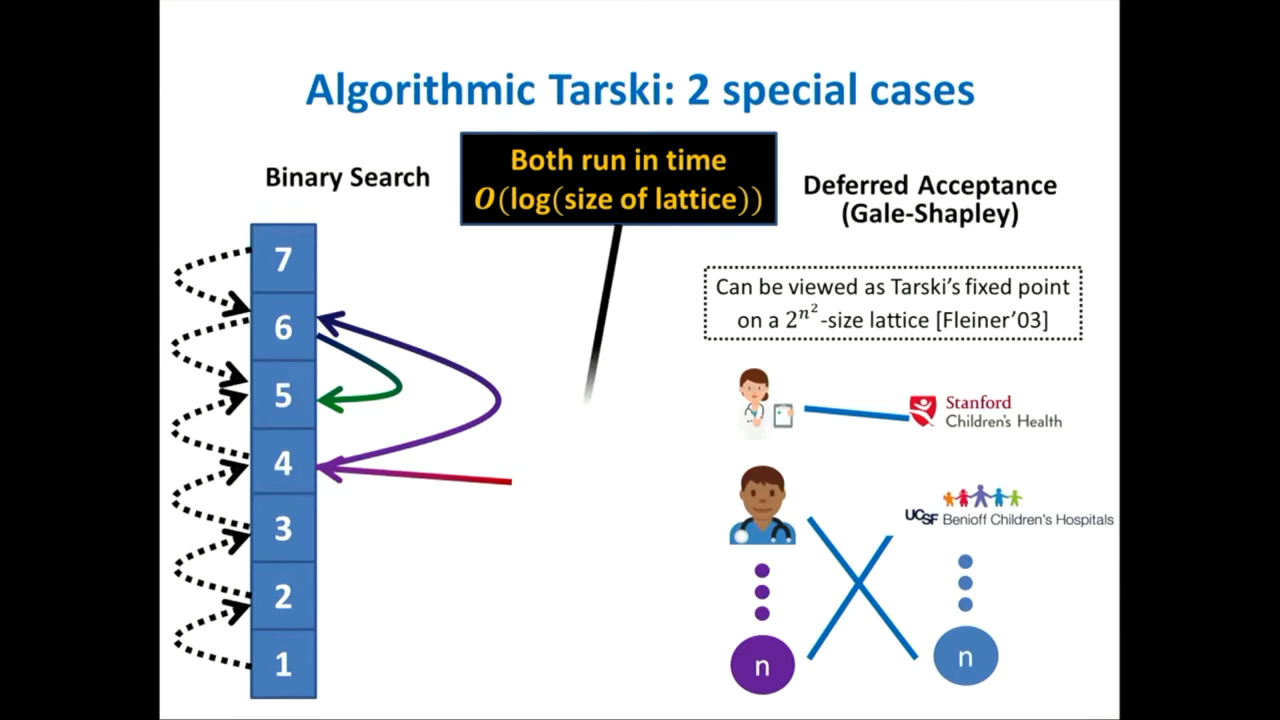 Algorithmic Tarski: 2 special cases
Binary Search
Both run in time
O(log(size of lattice))
Deferred Acceptance
(Gale-Shapley)
7
6
5
4
3
2
1
Can be viewed as Tarski's fixed point
on a 2^{n^2}-size lattice [Fleiner'03]
Stanford
Children's Health
UCSF Benioff Children's Hospitals
n
n